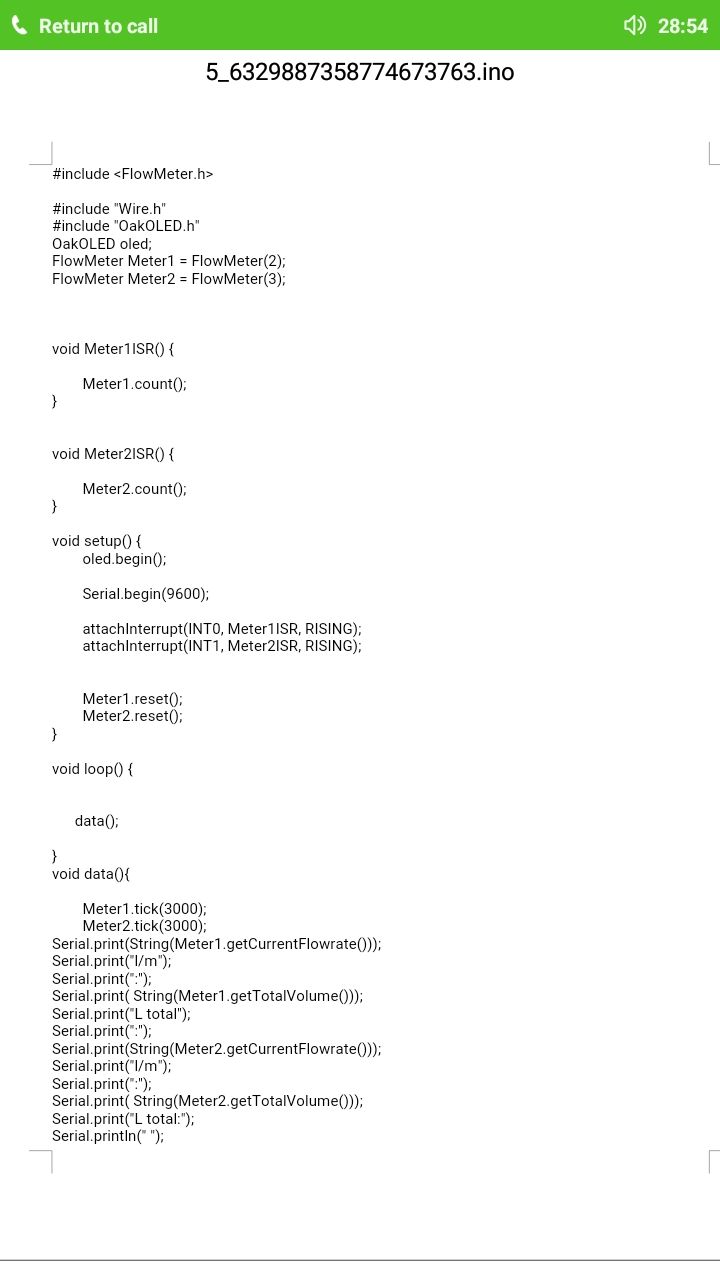 Return to call
28:54
5_6329887358774673763.ino
#include <FlowMeter.h>
#include "Wire.h"
#include "OakOLED.h"
OakOLED oled;
FlowMeter Meter1 = FlowMeter(2);
FlowMeter Meter2 = FlowMeter(3);
void Meter1ISR() {
Meter1.count();
}
void Meter2ISR() {
Meter2.count();
}
void setup() {
oled.begin();
Serial.begin(9600);
attachInterrupt(INT0, Meter1ISR, RISING);
attachInterrupt(INT1, Meter2ISR, RISING);
Meter1.reset();
Meter2.reset();
}
void loop() {
data();
}
void data(){
Meter1.tick(3000);
Meter2.tick(3000);
Serial.print(String(Meter1.getCurrentFlowrate()));
Serial.print("l/m");
Serial.print(":");
Serial.print( String(Meter1.getTotalVolume()));
Serial.print("L total");
Serial.print(":");
Serial.print(String(Meter2.getCurrentFlowrate()));
Serial.print("l/m");
Serial.print(":");
Serial.print( String(Meter2.getTotalVolume()));
Serial.print("L total:");
Serial.println(" ");